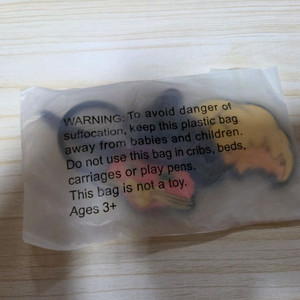 WARNING: To avoid danger of
suffocation, keep this plastic bag
away from babies and children.
Do not use this bag in cribs, beds,
carriages or play pens.
This bag is not a toy.
Ages 3+